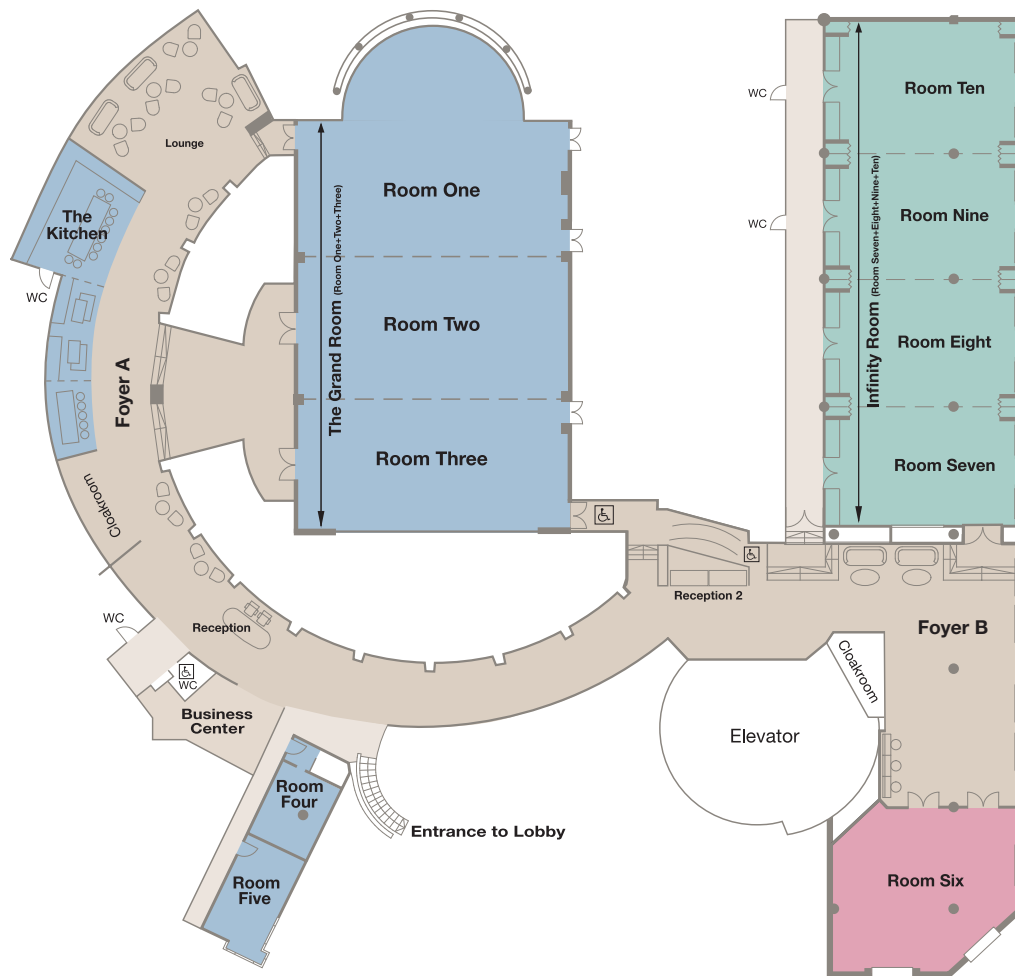 Lounge
The
Kitchen
WC
Foyer A
Cloakroom
WC
Reception
WC
Business
Center
Room
Four
Room
Five
Entrance to Lobby
Room One
Room Two
Room Three
The Grand Room (Room One+Two+Three)
Reception 2
WC
WC
Room Ten
Room Nine
Room Eight
Room Seven
Infinity Room (Room Seven+Eight+Nine+Ten)
Foyer B
Cloakroom
Elevator
Room Six